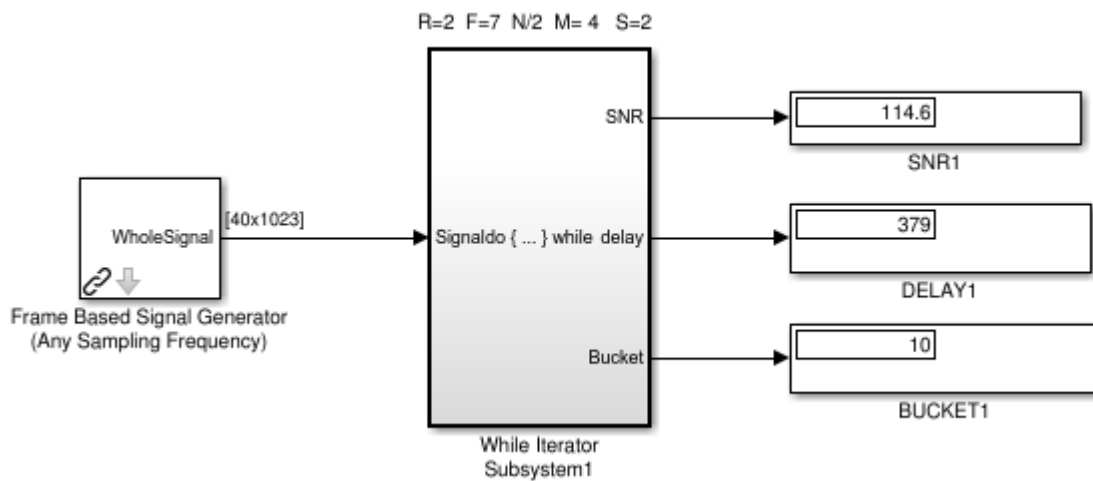 R=2 F=7 N/2 M= 4 S=2
SNR
114.6
SNR1
WholeSignal
[40x1023]
Signaldo { ... } while delay
379
DELAY1
Frame Based Signal Generator
(Any Sampling Frequency)
Bucket
10
BUCKET1
While Iterator
Subsystem1